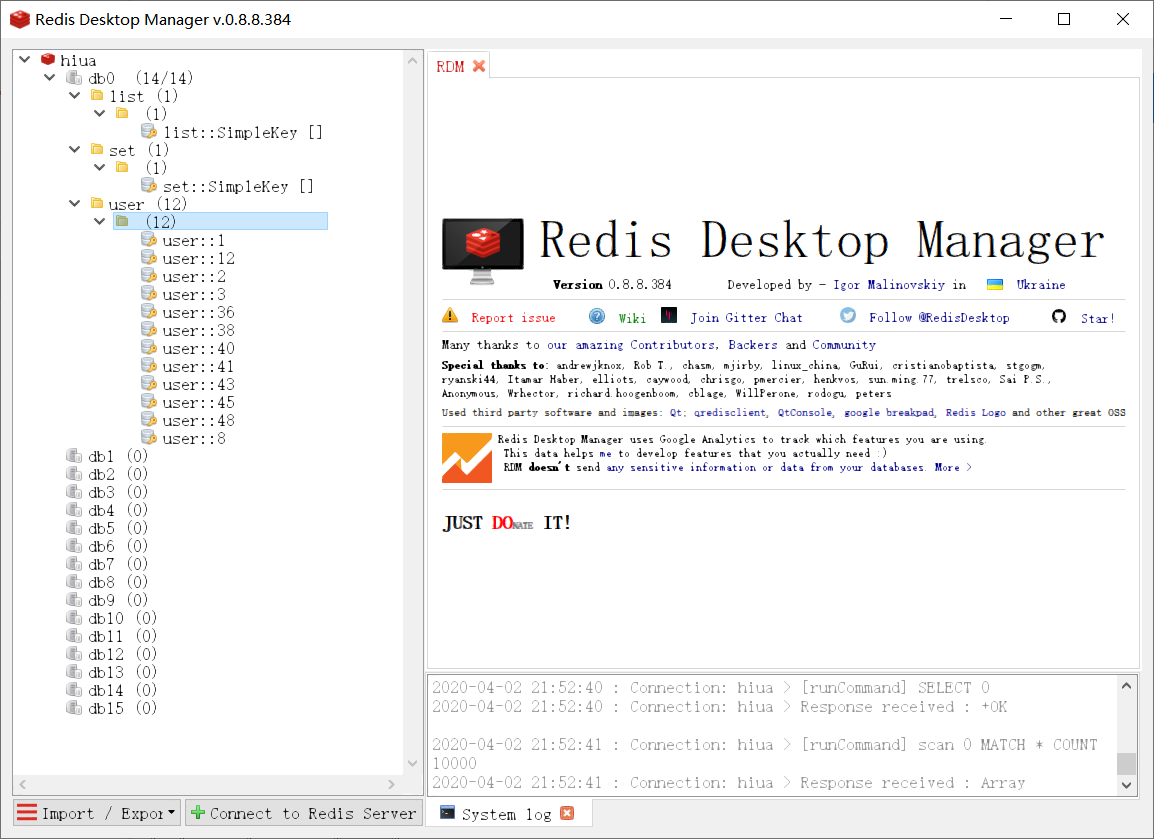 Redis Desktop Manager v.0.8.8.384
hiua
db0 (14/14)
list (1)
(1)
list::SimpleKey []
set (1)
(1)
set::SimpleKey []
user (12)
(12)
user::1
user::12
user::2
user::3
user::36
user::38
user::40
user::41
user::43
user::45
user::48
user::8
db1 (0)
db2 (0)
db3 (0)
db4 (0)
db5 (0)
db6 (0)
db7 (0)
db8 (0)
db9 (0)
db10 (0)
db11 (0)
db12 (0)
db13 (0)
db14 (0)
db15 (0)
Import / Expor
Connect to Redis Server
RDM
Redis Desktop Manager
Version 0.8.8.384 Developed by - Igor Malinovskiy in Ukraine
Report issue Wiki Join Gitter Chat Follow @RedisDesktop Star!
Many thanks to our amazing Contributors, Backers and Community
Special thanks to: andrewjknox, Rob T., chasm, mjirby, linux_china, GuRui, cristianobaptista, stgogm,
ryanski44, Itamar Haber, elliots, caywood, chrisgo, pmercier, henkvos, sun.ming.77, trelsco, Sai P.S.,
Anonymous, Wrhector, richard.hoogenboom, cblage, WillPerone, rodogu, peters
Used third party software and images: Qt, qredisclient, QtConsole, google breakpad, Redis Logo and other great OSS
Redis Desktop Manager uses Google Analytics to track which features you are using.
This data helps me to develop features that you actually need :)
RDM doesn't send any sensitive information or data from your databases. More >
JUST DONATE IT!
2020-04-02 21:52:40 : Connection: hiua > [runCommand] SELECT 0
2020-04-02 21:52:40 : Connection: hiua > Response received : +OK
2020-04-02 21:52:41 : Connection: hiua > [runCommand] scan 0 MATCH * COUNT
10000
2020-04-02 21:52:41 : Connection: hiua > Response received : Array
System log